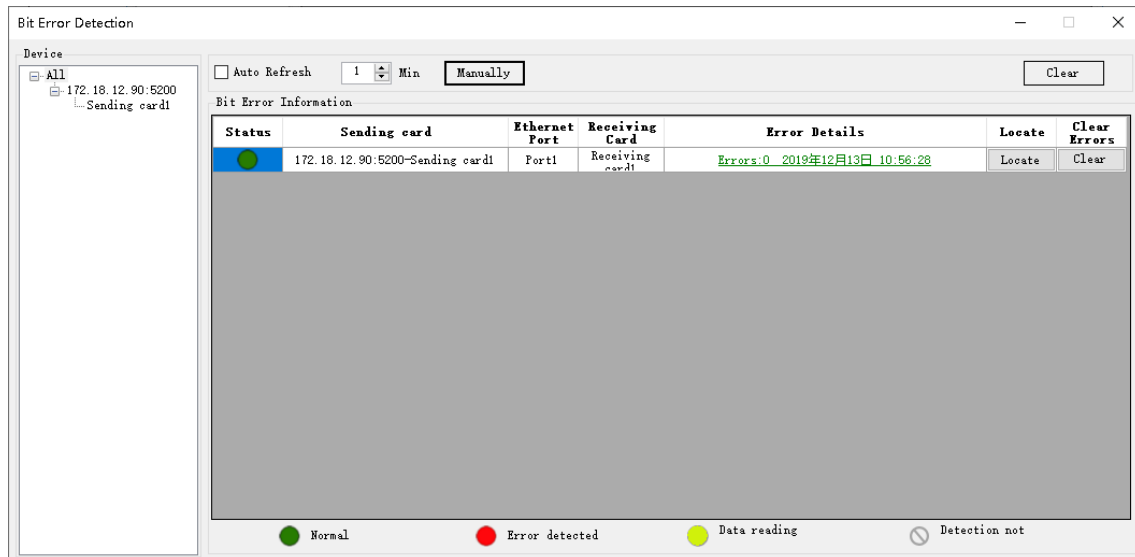 Bit Error Detection
Device
All
172.18.12.90:5200
Sending card1
Auto Refresh
1
Min
Manually
Clear
Bit Error Information
Status
Sending card
Ethernet
Port
Receiving
Card
Error Details
Locate
Clear
Errors
172.18.12.90:5200-Sending card1
Port1
Receiving
card1
Errors:0 2019年12月13日 10:56:28
Locate
Clear
Normal
Error detected
Data reading
Detection not